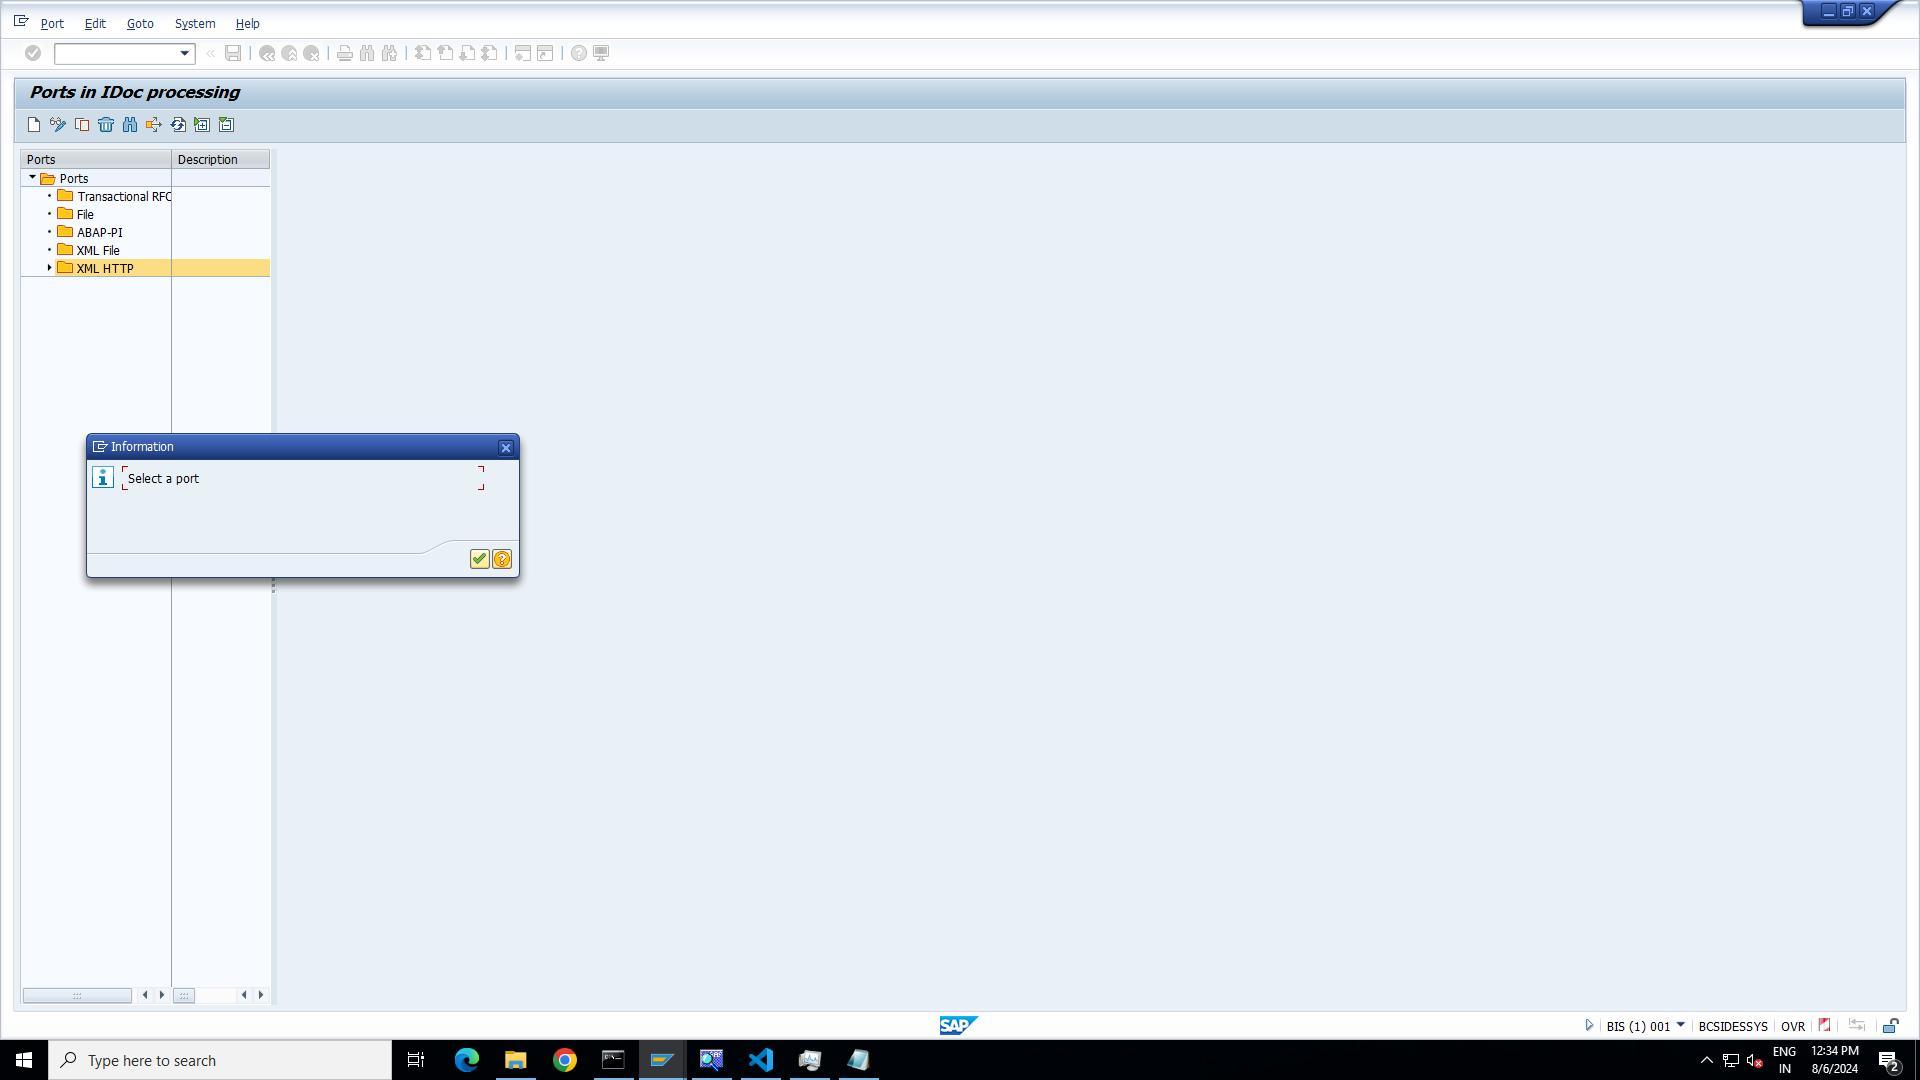 Port Edit Goto System Help
Ports in IDoc processing
Ports Description
Ports
Transactional RFC
File
ABAP-PI
XML File
XML HTTP
Information
Select a port
SAP
BIS (1) 001 BCSIDESSYS OVR
Type here to search
ENG
IN
12:34 PM
8/6/2024
2